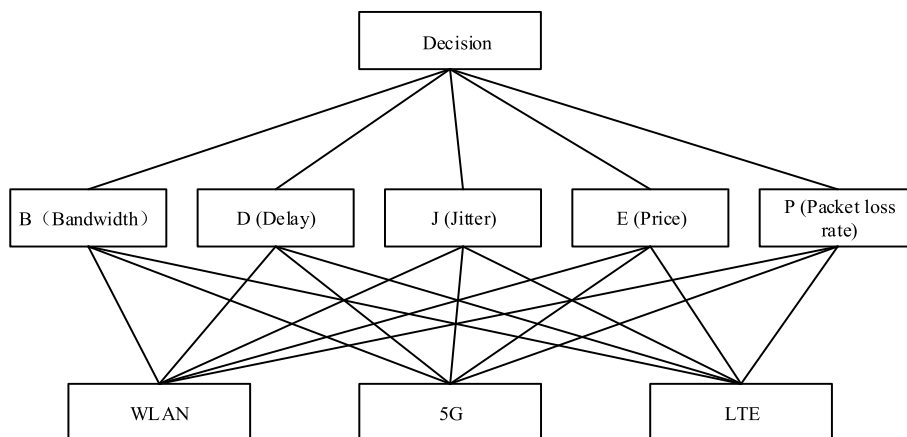 Decision
B（Bandwidth）
D (Delay)
J (Jitter)
E (Price)
P (Packet loss
rate)
WLAN
5G
LTE